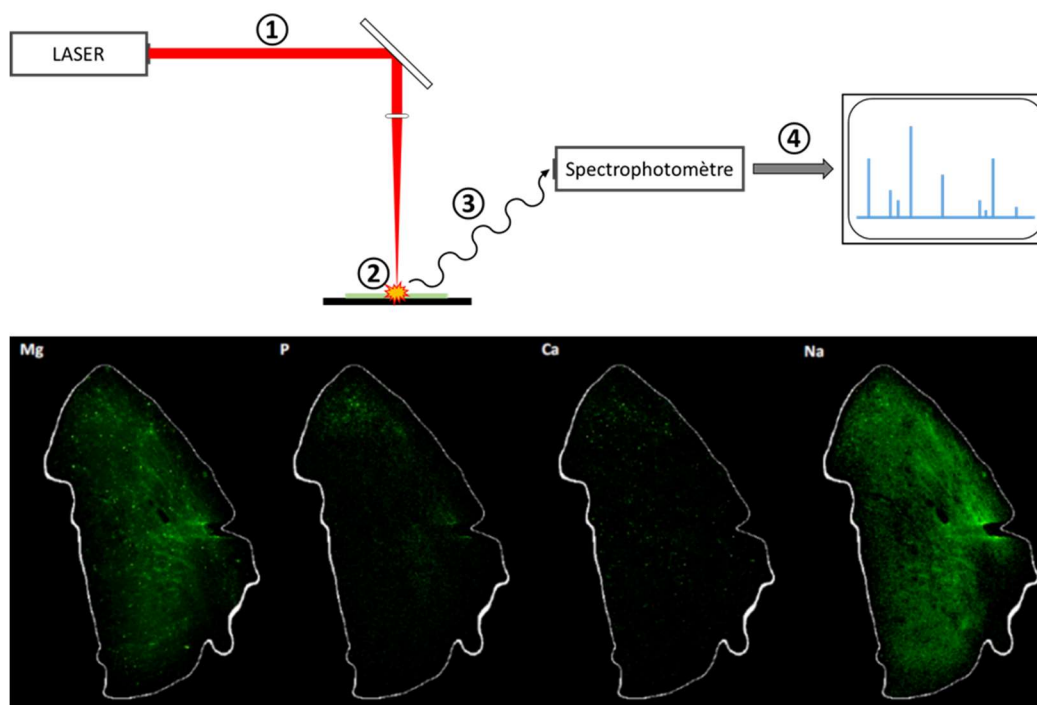 ①
LASER
④
Spectrophotomètre
③
②
Mg
P
Ca
Na